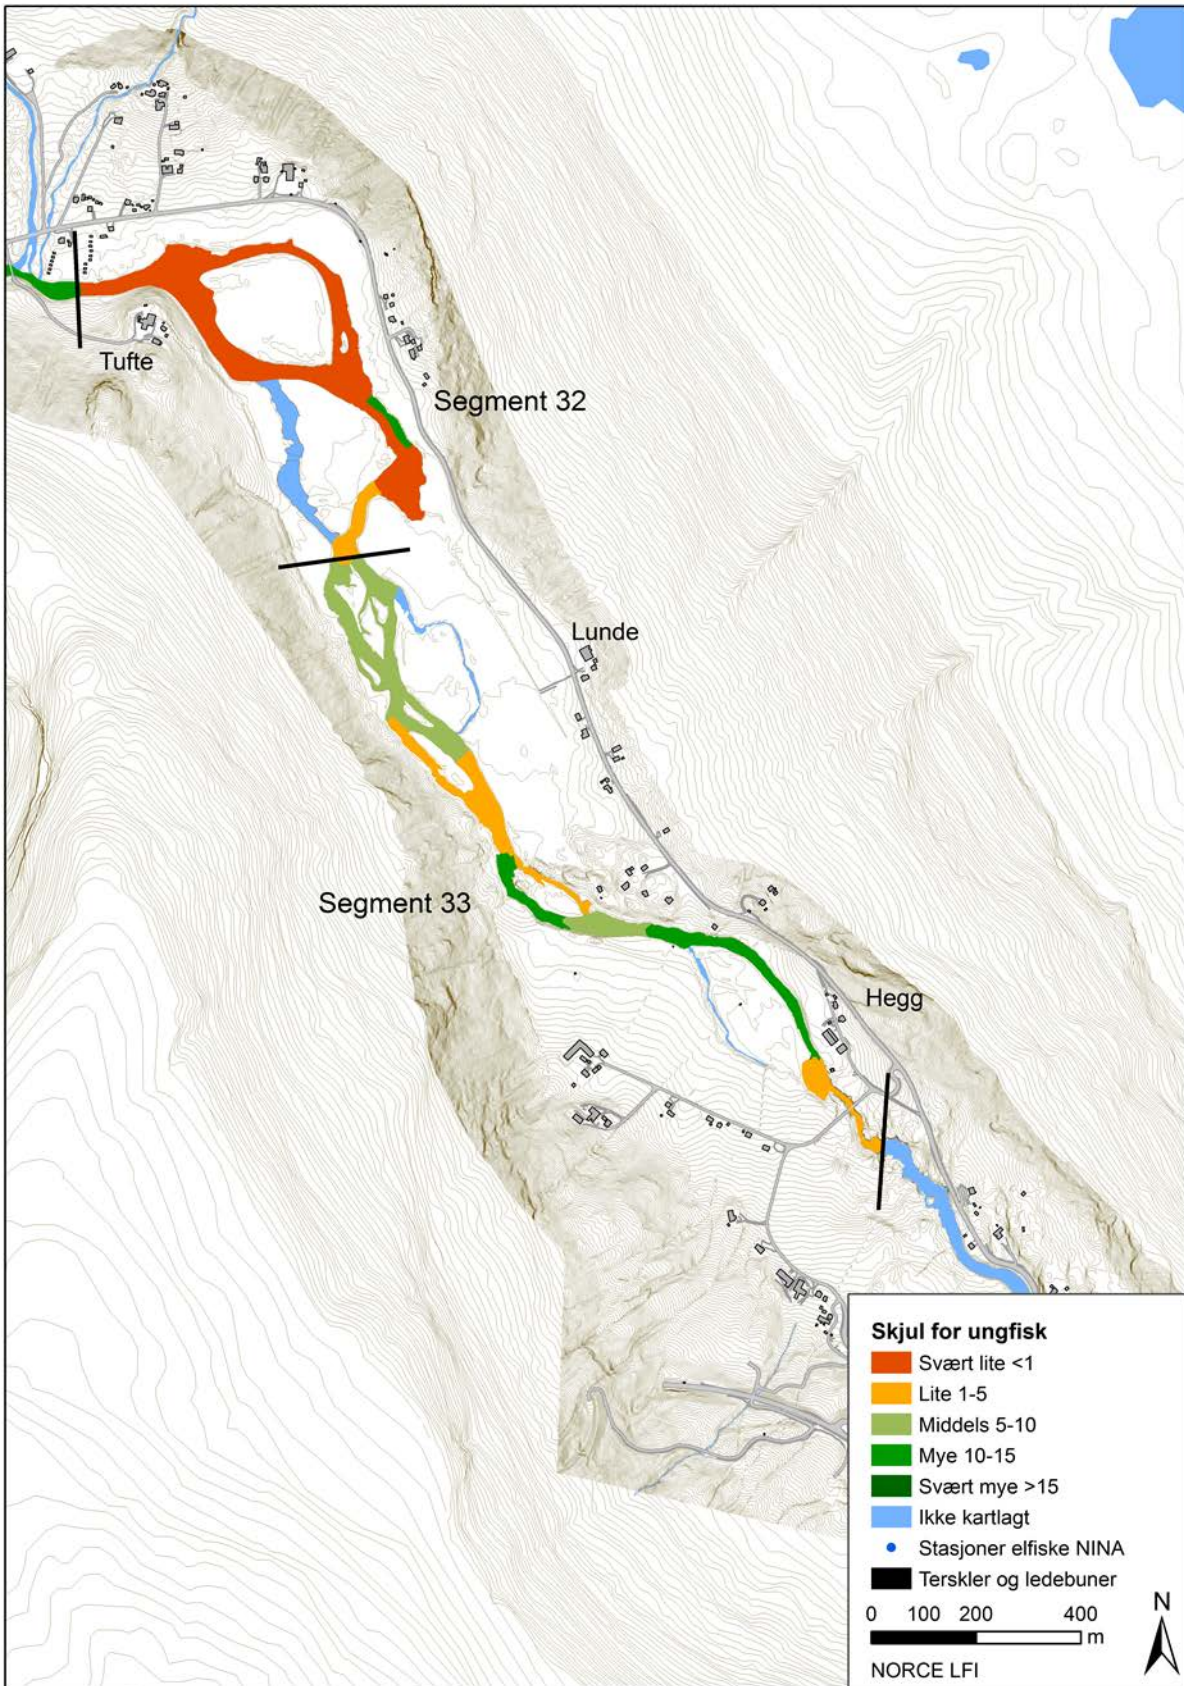 Tufte
Segment 32
Lunde
Segment 33
Hegg
Skjul for ungfisk
Svært lite <1
Lite 1-5
Middels 5-10
Mye 10-15
Svært mye >15
Ikke kartlagt
Stasjoner elfiske NINA
Terskler og ledebuner
0 100 200 400
m
NORCE LFI
N